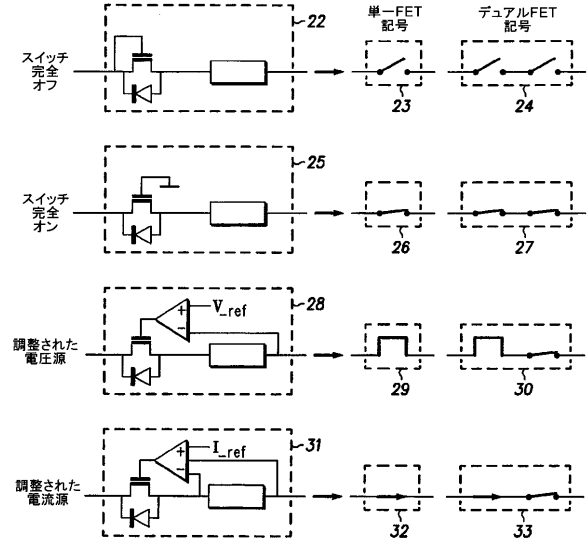 単一FET
記号
デュアルFET
記号
スイッチ
完全
オフ
22
23
24
スイッチ
完全
オン
25
26
27
調整された
電圧源
+
V_ref
-
28
29
30
調整された
電流源
+
I_ref
-
31
32
33